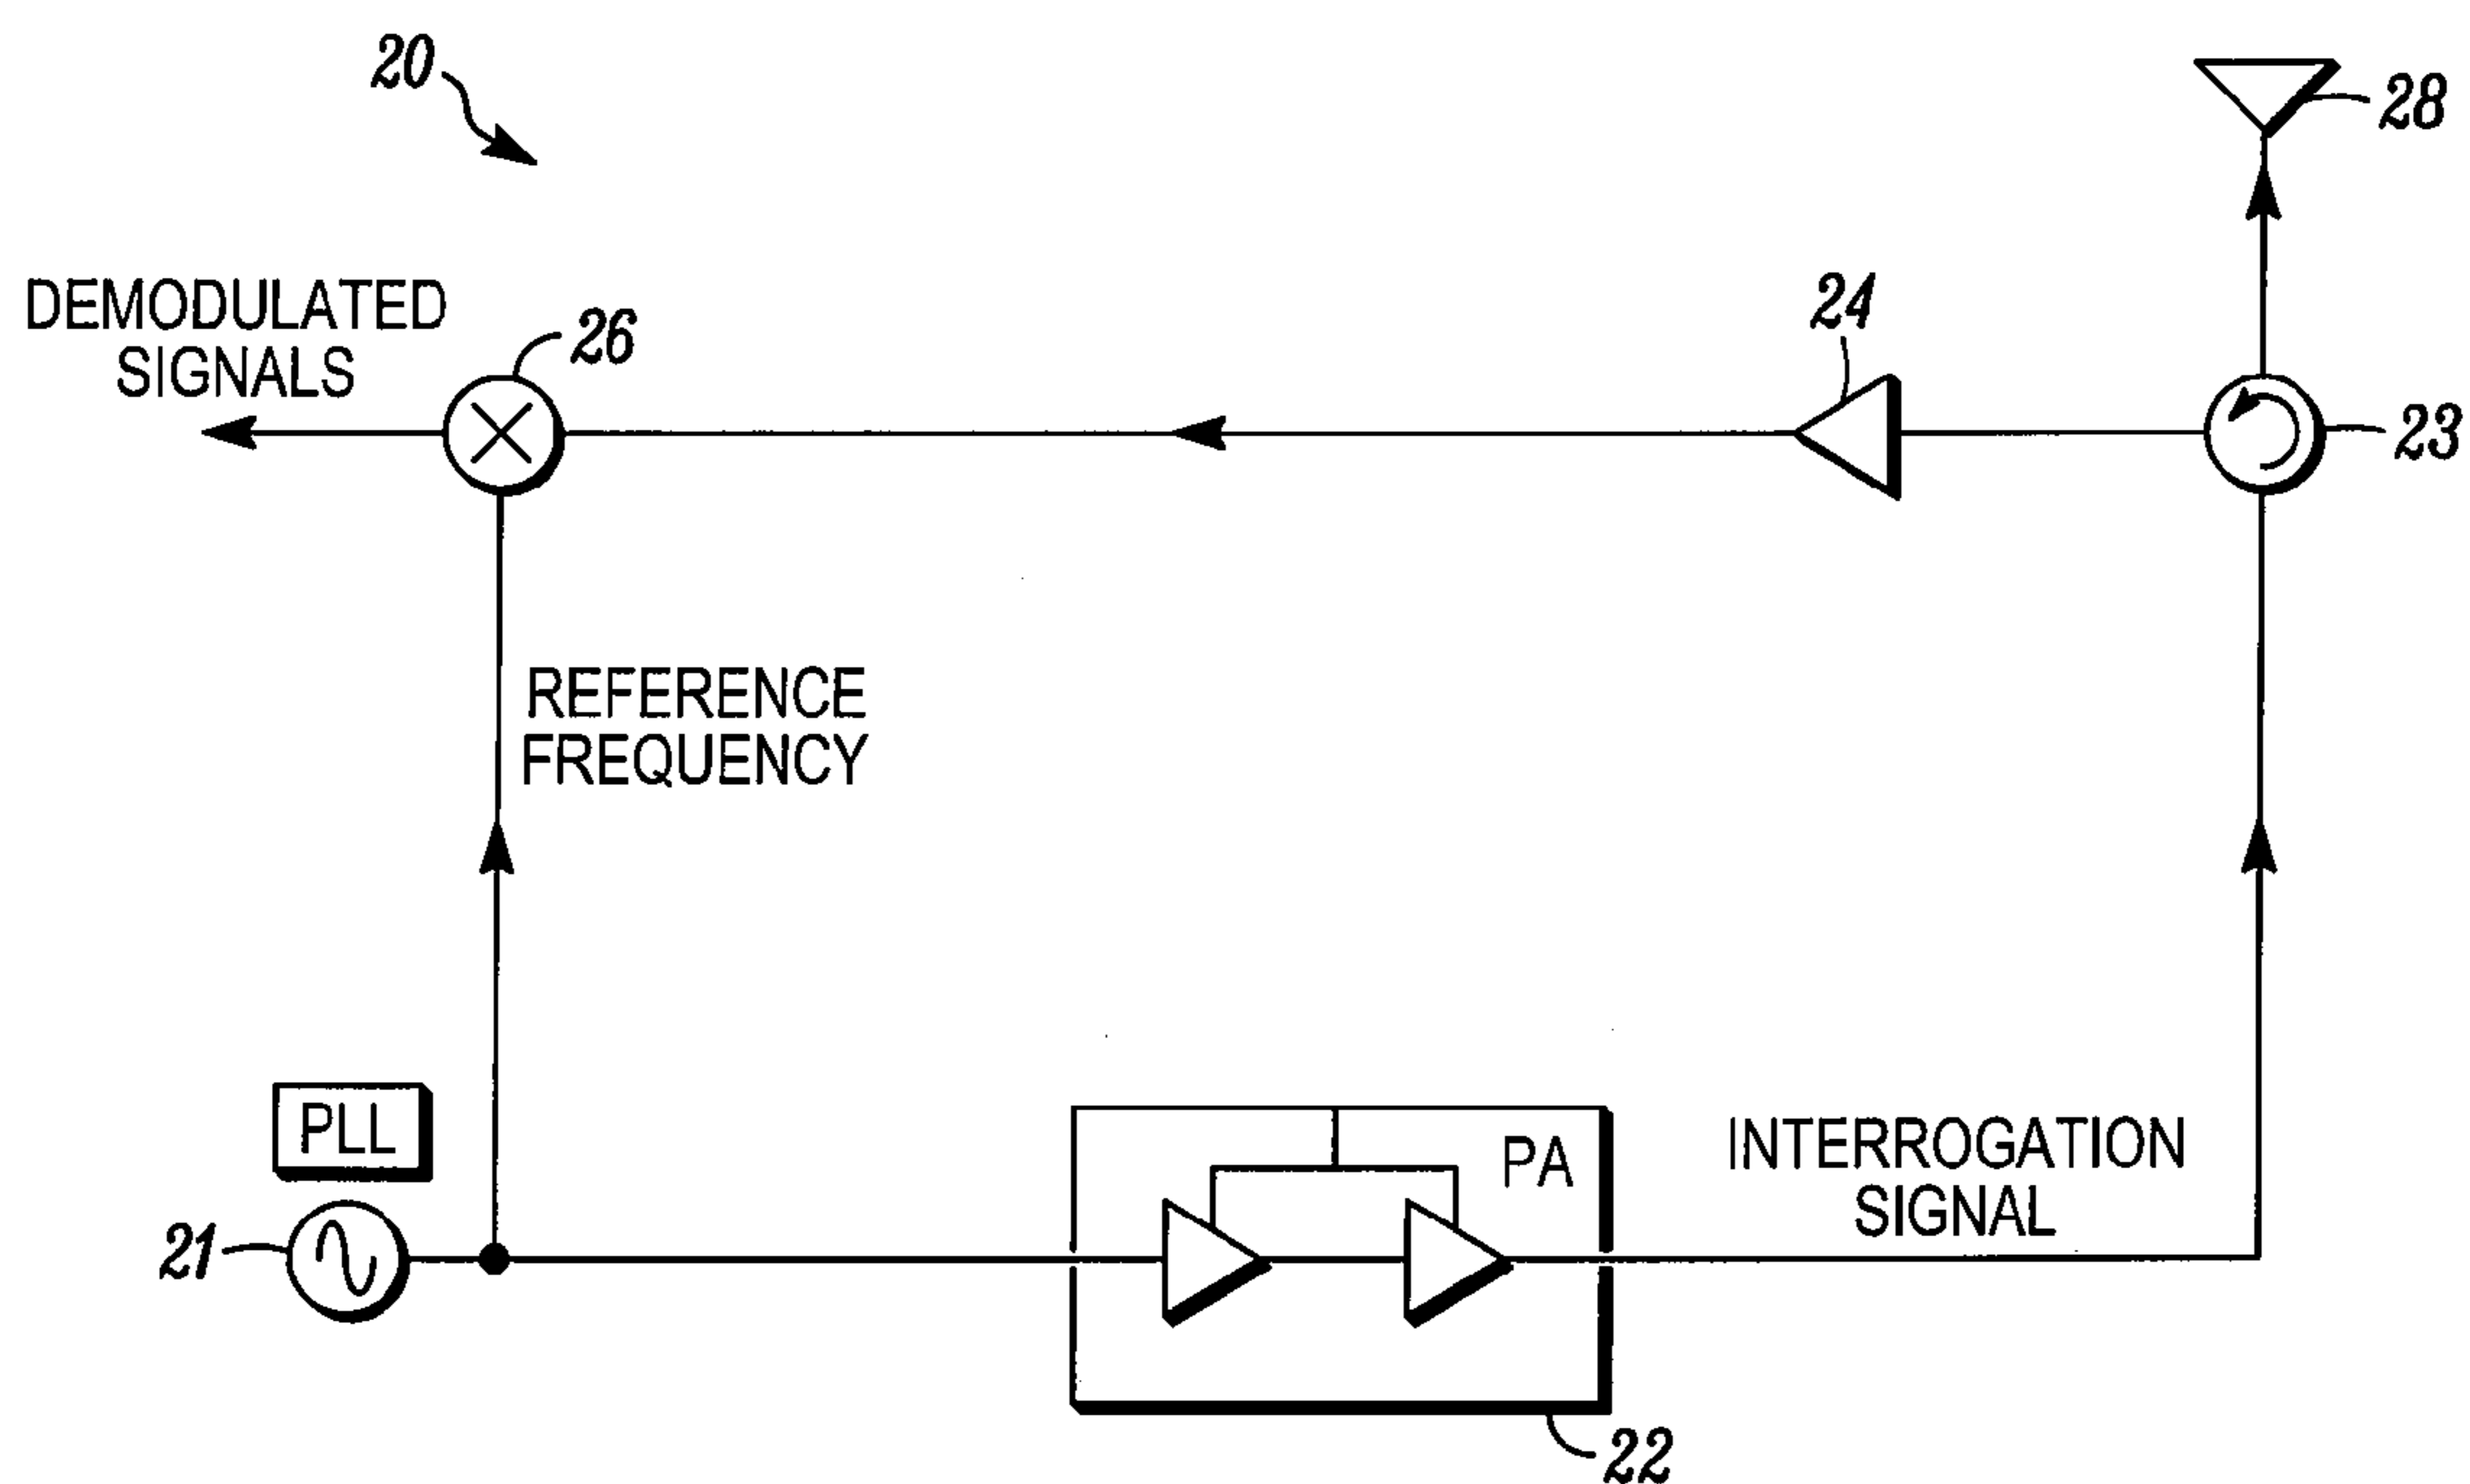 20
28
DEMODULATED
SIGNALS
26
24
23
REFERENCE
FREQUENCY
PLL
PA
INTERROGATION
SIGNAL
21
22